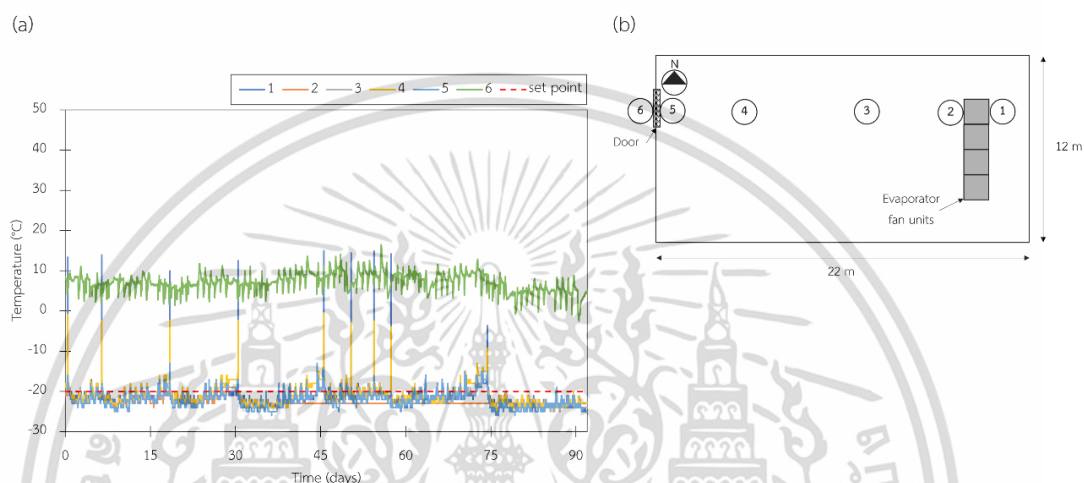 (a)
1 2 3 4 5 6 set point
50
40
30
20
10
0
-10
-20
-30
Temperature (°C)
0 15 30 45 60 75 90
Time (days)
(b)
N
6 5 4 3 2 1
Door
12 m
Evaporator
fan units
22 m